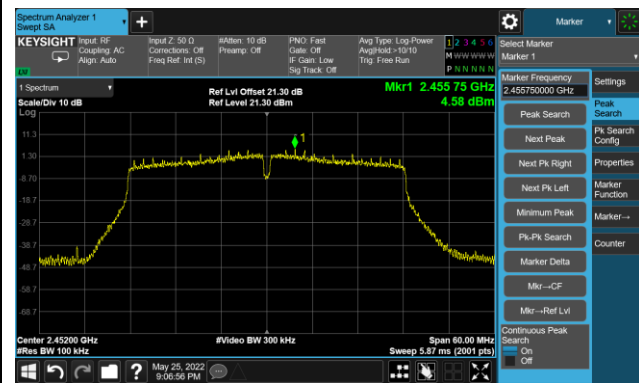 Spectrum Analyzer 1
Swept SA
Marker
KEYSIGHT
Input: RF
Coupling: AC
Align: Auto
Input Z: 50 Ω
Corrections: Off
Freq Ref: Int (S)
#Atten: 10 dB
Preamp: Off
PNO: Fast
Gate: Off
IF Gain: Low
Sig Track: Off
Avg Type: Log-Power
Avg|Hold:>10/10
Trig: Free Run
1 2 3 4 5 6
M W W W W W
P N N N N N
LW
Select Marker
Marker 1
1 Spectrum
Scale/Div 10 dB
Log
Ref Lvl Offset 21.30 dB
Ref Level 21.30 dBm
Mkr1 2.455 75 GHz
4.58 dBm
1
11.3
1.30
-8.70
-18.7
-28.7
-38.7
-48.7
-58.7
-68.7
Center 2.45200 GHz
#Res BW 100 kHz
#Video BW 300 kHz
Span 60.00 MHz
Sweep 5.87 ms (2001 pts)
Marker Frequency
2.455750000 GHz
Peak Search
Next Peak
Next Pk Right
Next Pk Left
Minimum Peak
Pk-Pk Search
Marker Delta
Mkr→CF
Mkr→Ref Lvl
Continuous Peak
Search
On
Off
Settings
Peak
Search
Pk Search
Config
Properties
Marker
Function
Marker→
Counter
May 25, 2022
9:06:56 PM